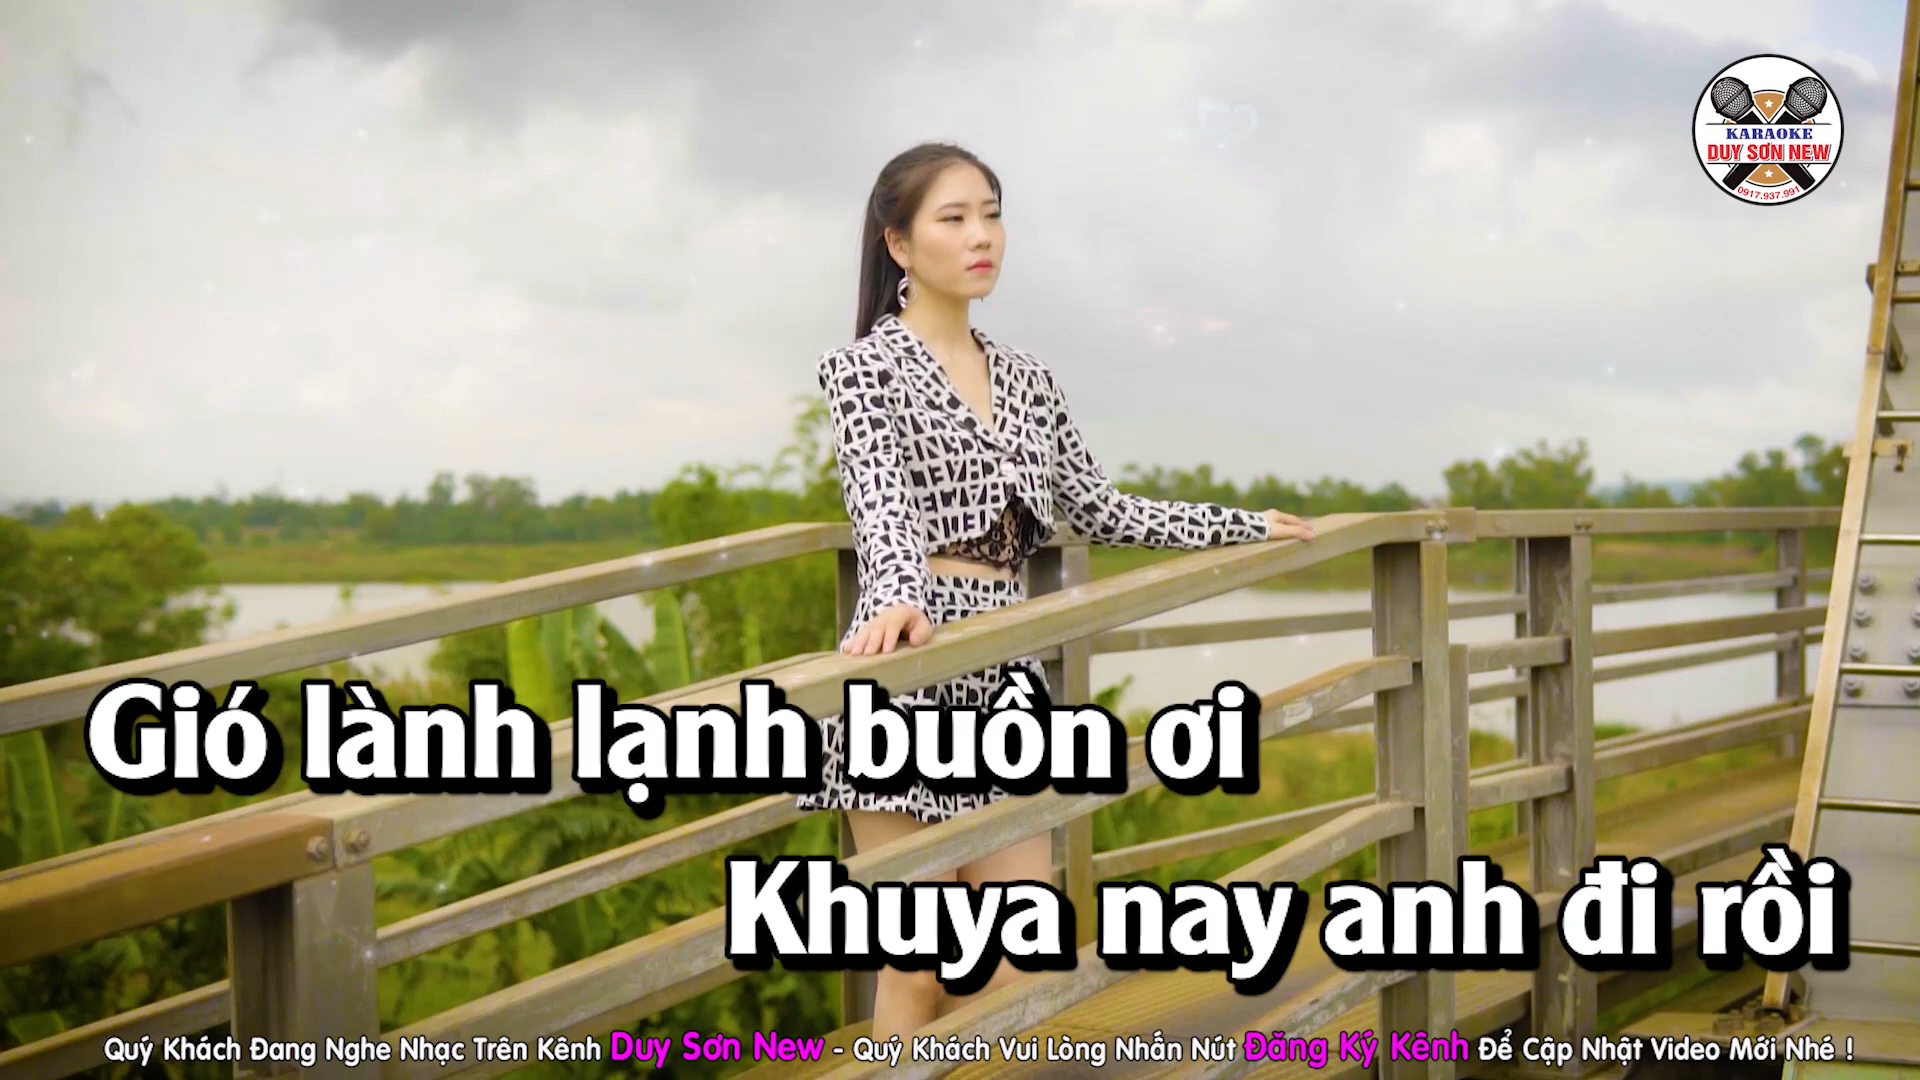 KARAOKE
DUY SƠN NEW
0917.937.991
Gió lành lạnh buồn ơi
Khuya nay anh đi rồi
Quý Khách Đang Nghe Nhạc Trên Kênh Duy Sơn New - Quý Khách Vui Lòng Nhấn Nút Đăng Ký Kênh Để Cập Nhật Video Mới Nhé !